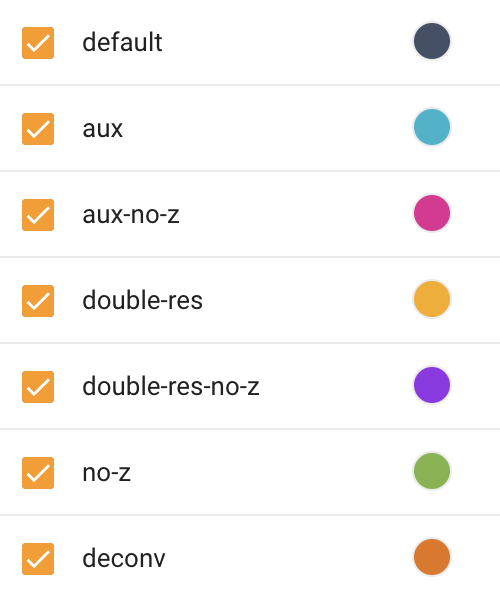 default
aux
aux-no-z
double-res
double-res-no-z
no-z
deconv